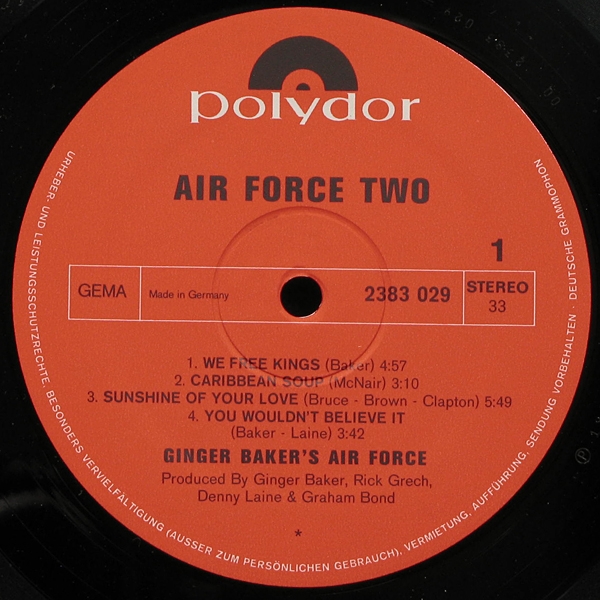 polydor
AIR FORCE TWO
1
GEMA
Made in Germany
2383 029
STEREO
33
1. WE FREE KINGS (Baker) 4:57
2. CARIBBEAN SOUP (McNair) 3:10
3. SUNSHINE OF YOUR LOVE (Bruce - Brown - Clapton) 5:49
4. YOU WOULDN'T BELIEVE IT
(Baker - Laine) 3:42
GINGER BAKER'S AIR FORCE
Produced By Ginger Baker, Rick Grech,
Denny Laine & Graham Bond
*
URHEBER- UND LEISTUNGSSCHUTZRECHTE, BESONDERS VERVIELFÄLTIGUNG (AUSSER ZUM PERSÖNLICHEN GEBRAUCH), VERMIETUNG, AUFFÜHRUNG, SENDUNG VORBEHALTEN · DEUTSCHE GRAMMOPHON